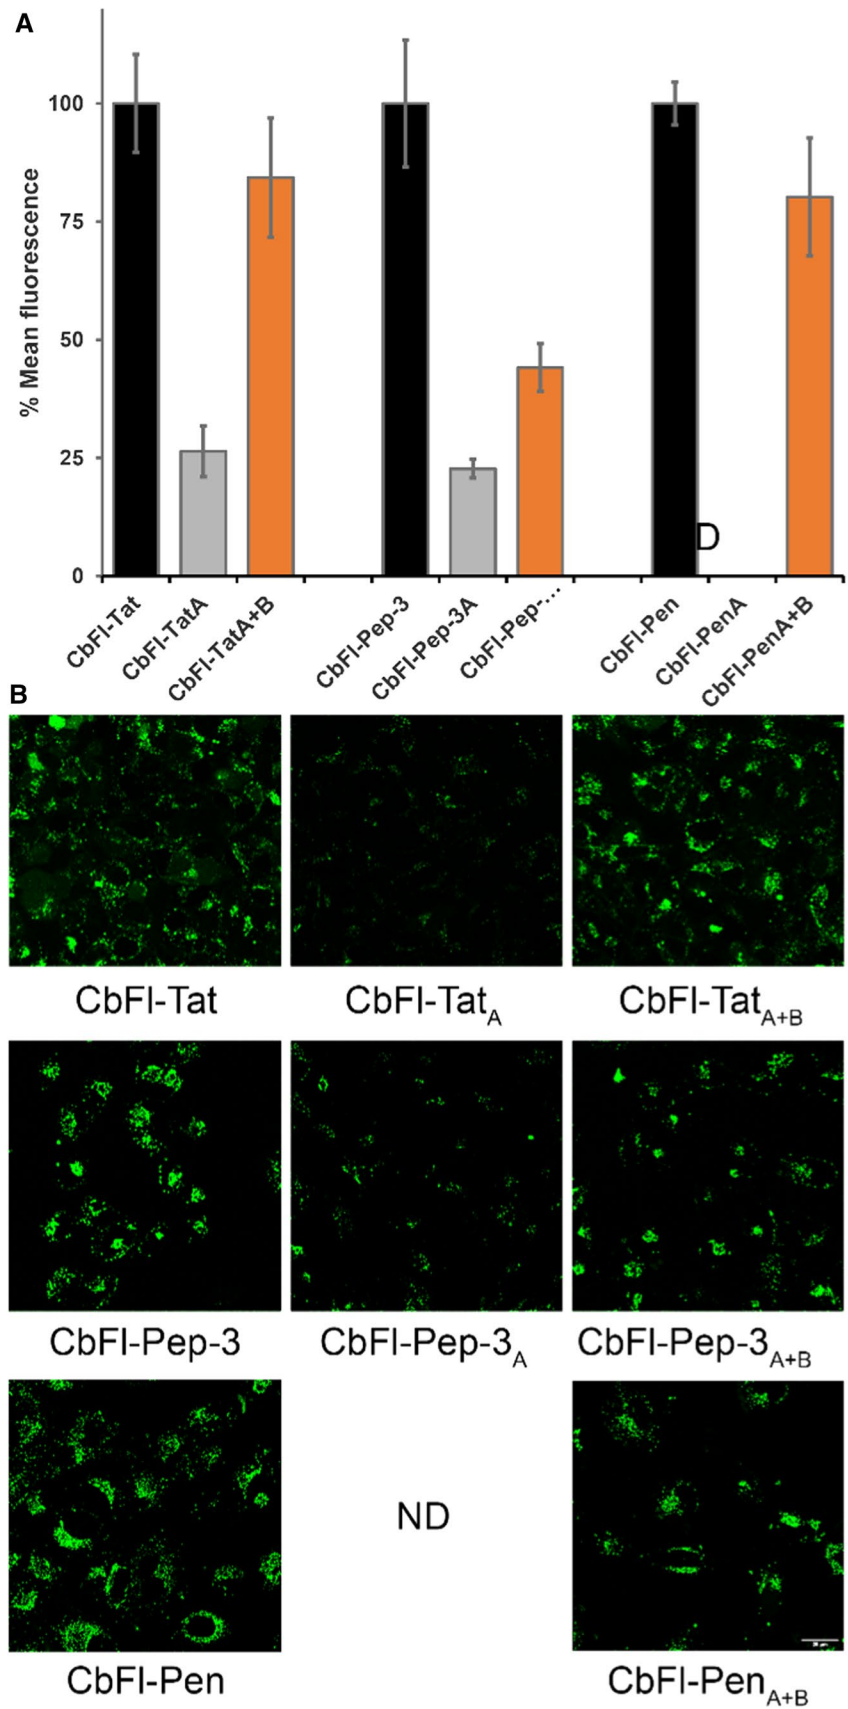 A
% Mean fluorescence
100
75
50
25
0
D
CbFl-Tat
CbFl-TatA
CbFl-TatA+B
CbFl-Pep-3
CbFl-Pep-3A
CbFl-Pep-...
CbFl-Pen
CbFl-PenA
CbFl-PenA+B
B
CbFl-Tat CbFl-TatA CbFl-TatA+B
CbFl-Pep-3 CbFl-Pep-3A CbFl-Pep-3A+B
ND
CbFl-Pen CbFl-PenA+B